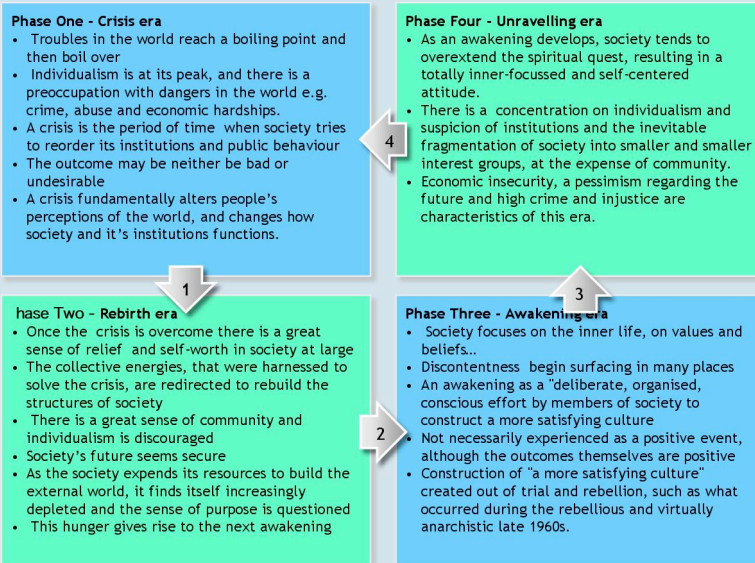 Phase One - Crisis era
• Troubles in the world reach a boiling point and
then boil over
• Individualism is at its peak, and there is a
preoccupation with dangers in the world e.g.
crime, abuse and economic hardships.
• A crisis is the period of time when society tries
to reorder its institutions and public behaviour
• The outcome may be neither be bad or
undesirable
• A crisis fundamentally alters people's
perceptions of the world, and changes how
society and it's institutions functions.
1
hase Two - Rebirth era
• Once the crisis is overcome there is a great
sense of relief and self-worth in society at large
• The collective energies, that were harnessed to
solve the crisis, are redirected to rebuild the
structures of society
• There is a great sense of community and
individualism is discouraged
• Society's future seems secure
• As the society expends its resources to build the
external world, it finds itself increasingly
depleted and the sense of purpose is questioned
• This hunger gives rise to the next awakening
2
Phase Three - Awakening era
• Society focuses on the inner life, on values and
beliefs…
• Discontentness begin surfacing in many places
• An awakening as a "deliberate, organised,
conscious effort by members of society to
construct a more satisfying culture
• Not necessarily experienced as a positive event,
although the outcomes themselves are positive
• Construction of "a more satisfying culture"
created out of trial and rebellion, such as what
occurred during the rebellious and virtually
anarchistic late 1960s.
3
Phase Four - Unravelling era
• As an awakening develops, society tends to
overextend the spiritual quest, resulting in a
totally inner-focussed and self-centered
attitude.
• There is a concentration on individualism and
suspicion of institutions and the inevitable
fragmentation of society into smaller and smaller
interest groups, at the expense of community.
• Economic insecurity, a pessimism regarding the
future and high crime and injustice are
characteristics of this era.
4